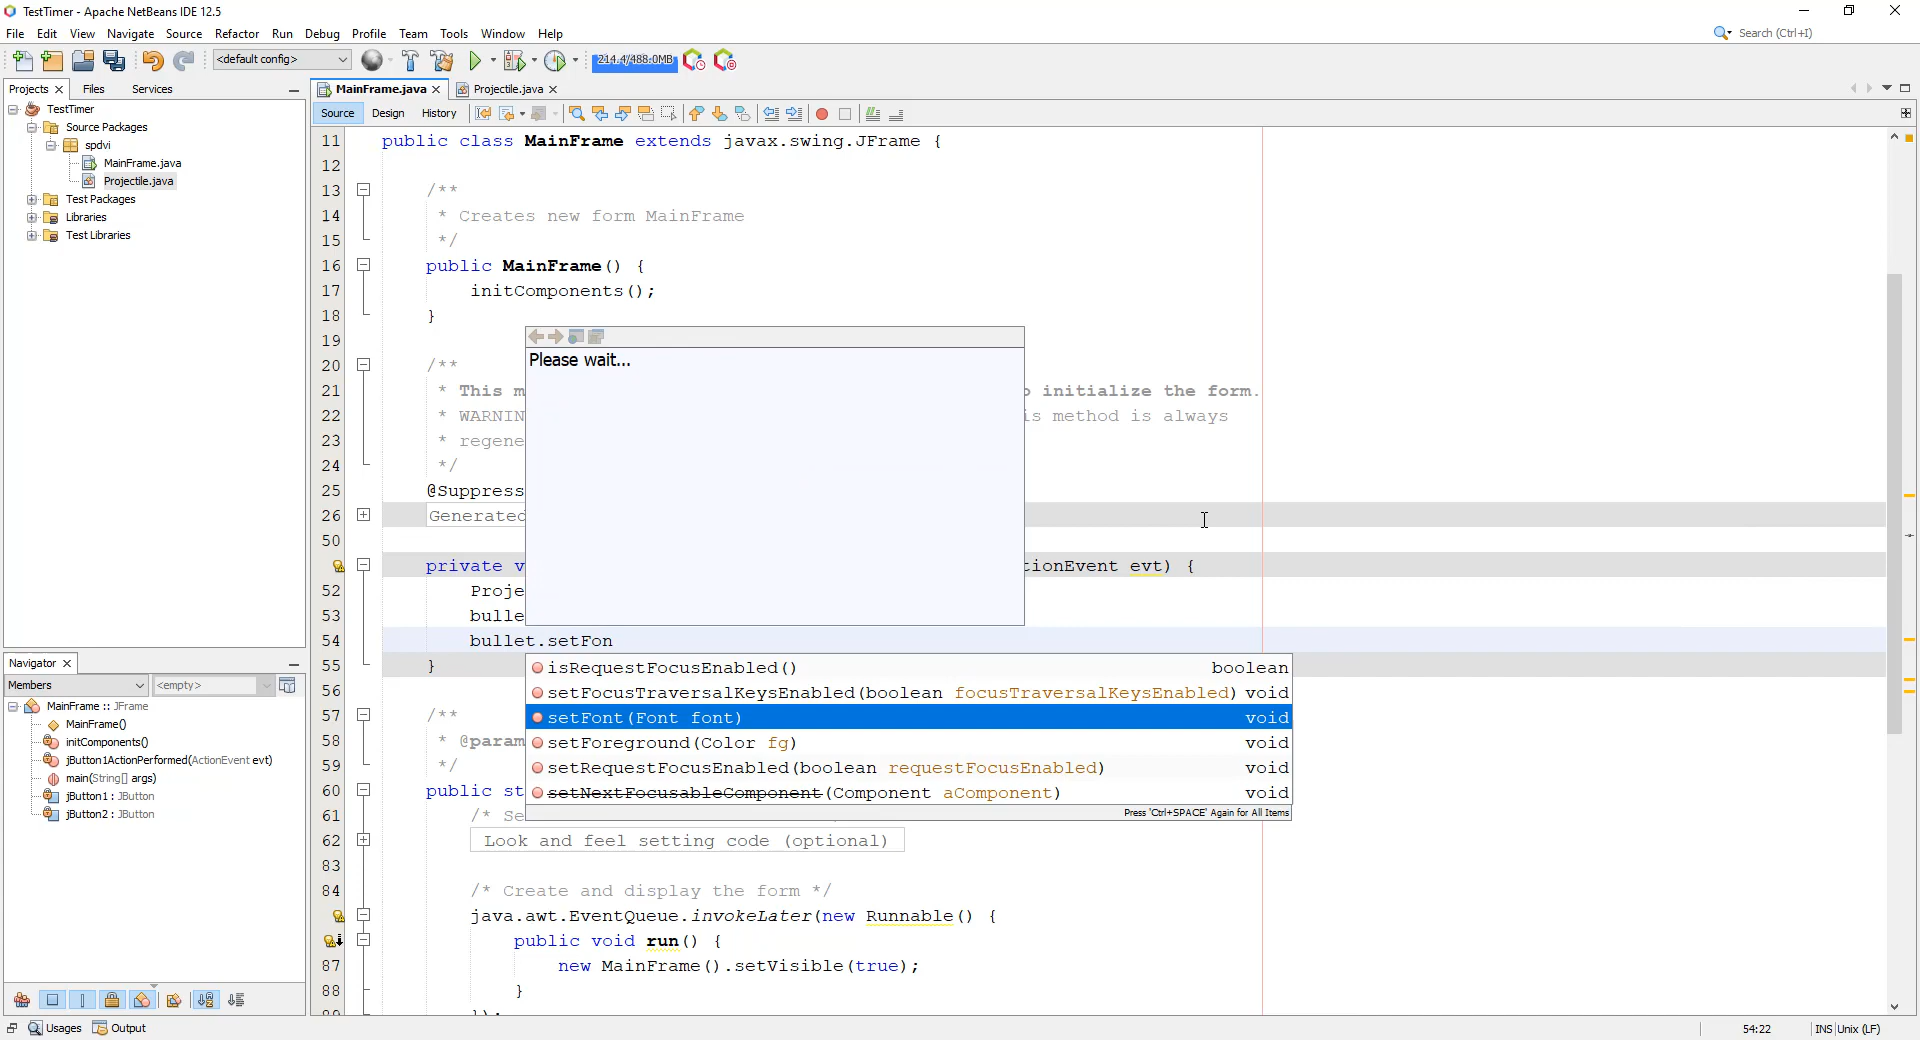 TestTimer - Apache NetBeans IDE 12.5
File Edit View Navigate Source Refactor Run Debug Profile Team Tools Window Help
Search (Ctrl+I)
<default config>
214.4/488.0MB
Projects Files Services
MainFrame.java Projectile.java
TestTimer
Source Packages
spdvi
MainFrame.java
Projectile.java
Test Packages
Libraries
Test Libraries
Source Design History
11 public class MainFrame extends javax.swing.JFrame {
12
13 /**
14 * Creates new form MainFrame
15 */
16 public MainFrame() {
17 initComponents();
18 }
19
20 /**
21 * This m
o initialize the form.
22 * WARNIN
is method is always
23 * regene
24 */
25 @Suppress
26 Generated
50
private v
tionEvent evt) {
52 Proje
53 bulle
54 bullet.setFon
55 }
56
57 /**
58 * @param
59 */
60 public st
61 /* Se
62 Look and feel setting code (optional)
83
84 /* Create and display the form */
java.awt.EventQueue.invokeLater(new Runnable() {
public void run() {
87 new MainFrame().setVisible(true);
88 }
89 });
Please wait...
isRequestFocusEnabled() boolean
setFocusTraversalKeysEnabled(boolean focusTraversalKeysEnabled) void
setFont(Font font) void
setForeground(Color fg) void
setRequestFocusEnabled(boolean requestFocusEnabled) void
setNextFocusableComponent(Component aComponent) void
Press 'Ctrl+SPACE' Again for All Items
Navigator
Members <empty>
MainFrame :: JFrame
MainFrame()
initComponents()
jButton1ActionPerformed(ActionEvent evt)
main(String[] args)
jButton1 : JButton
jButton2 : JButton
Usages Output
54:22 INS Unix (LF)